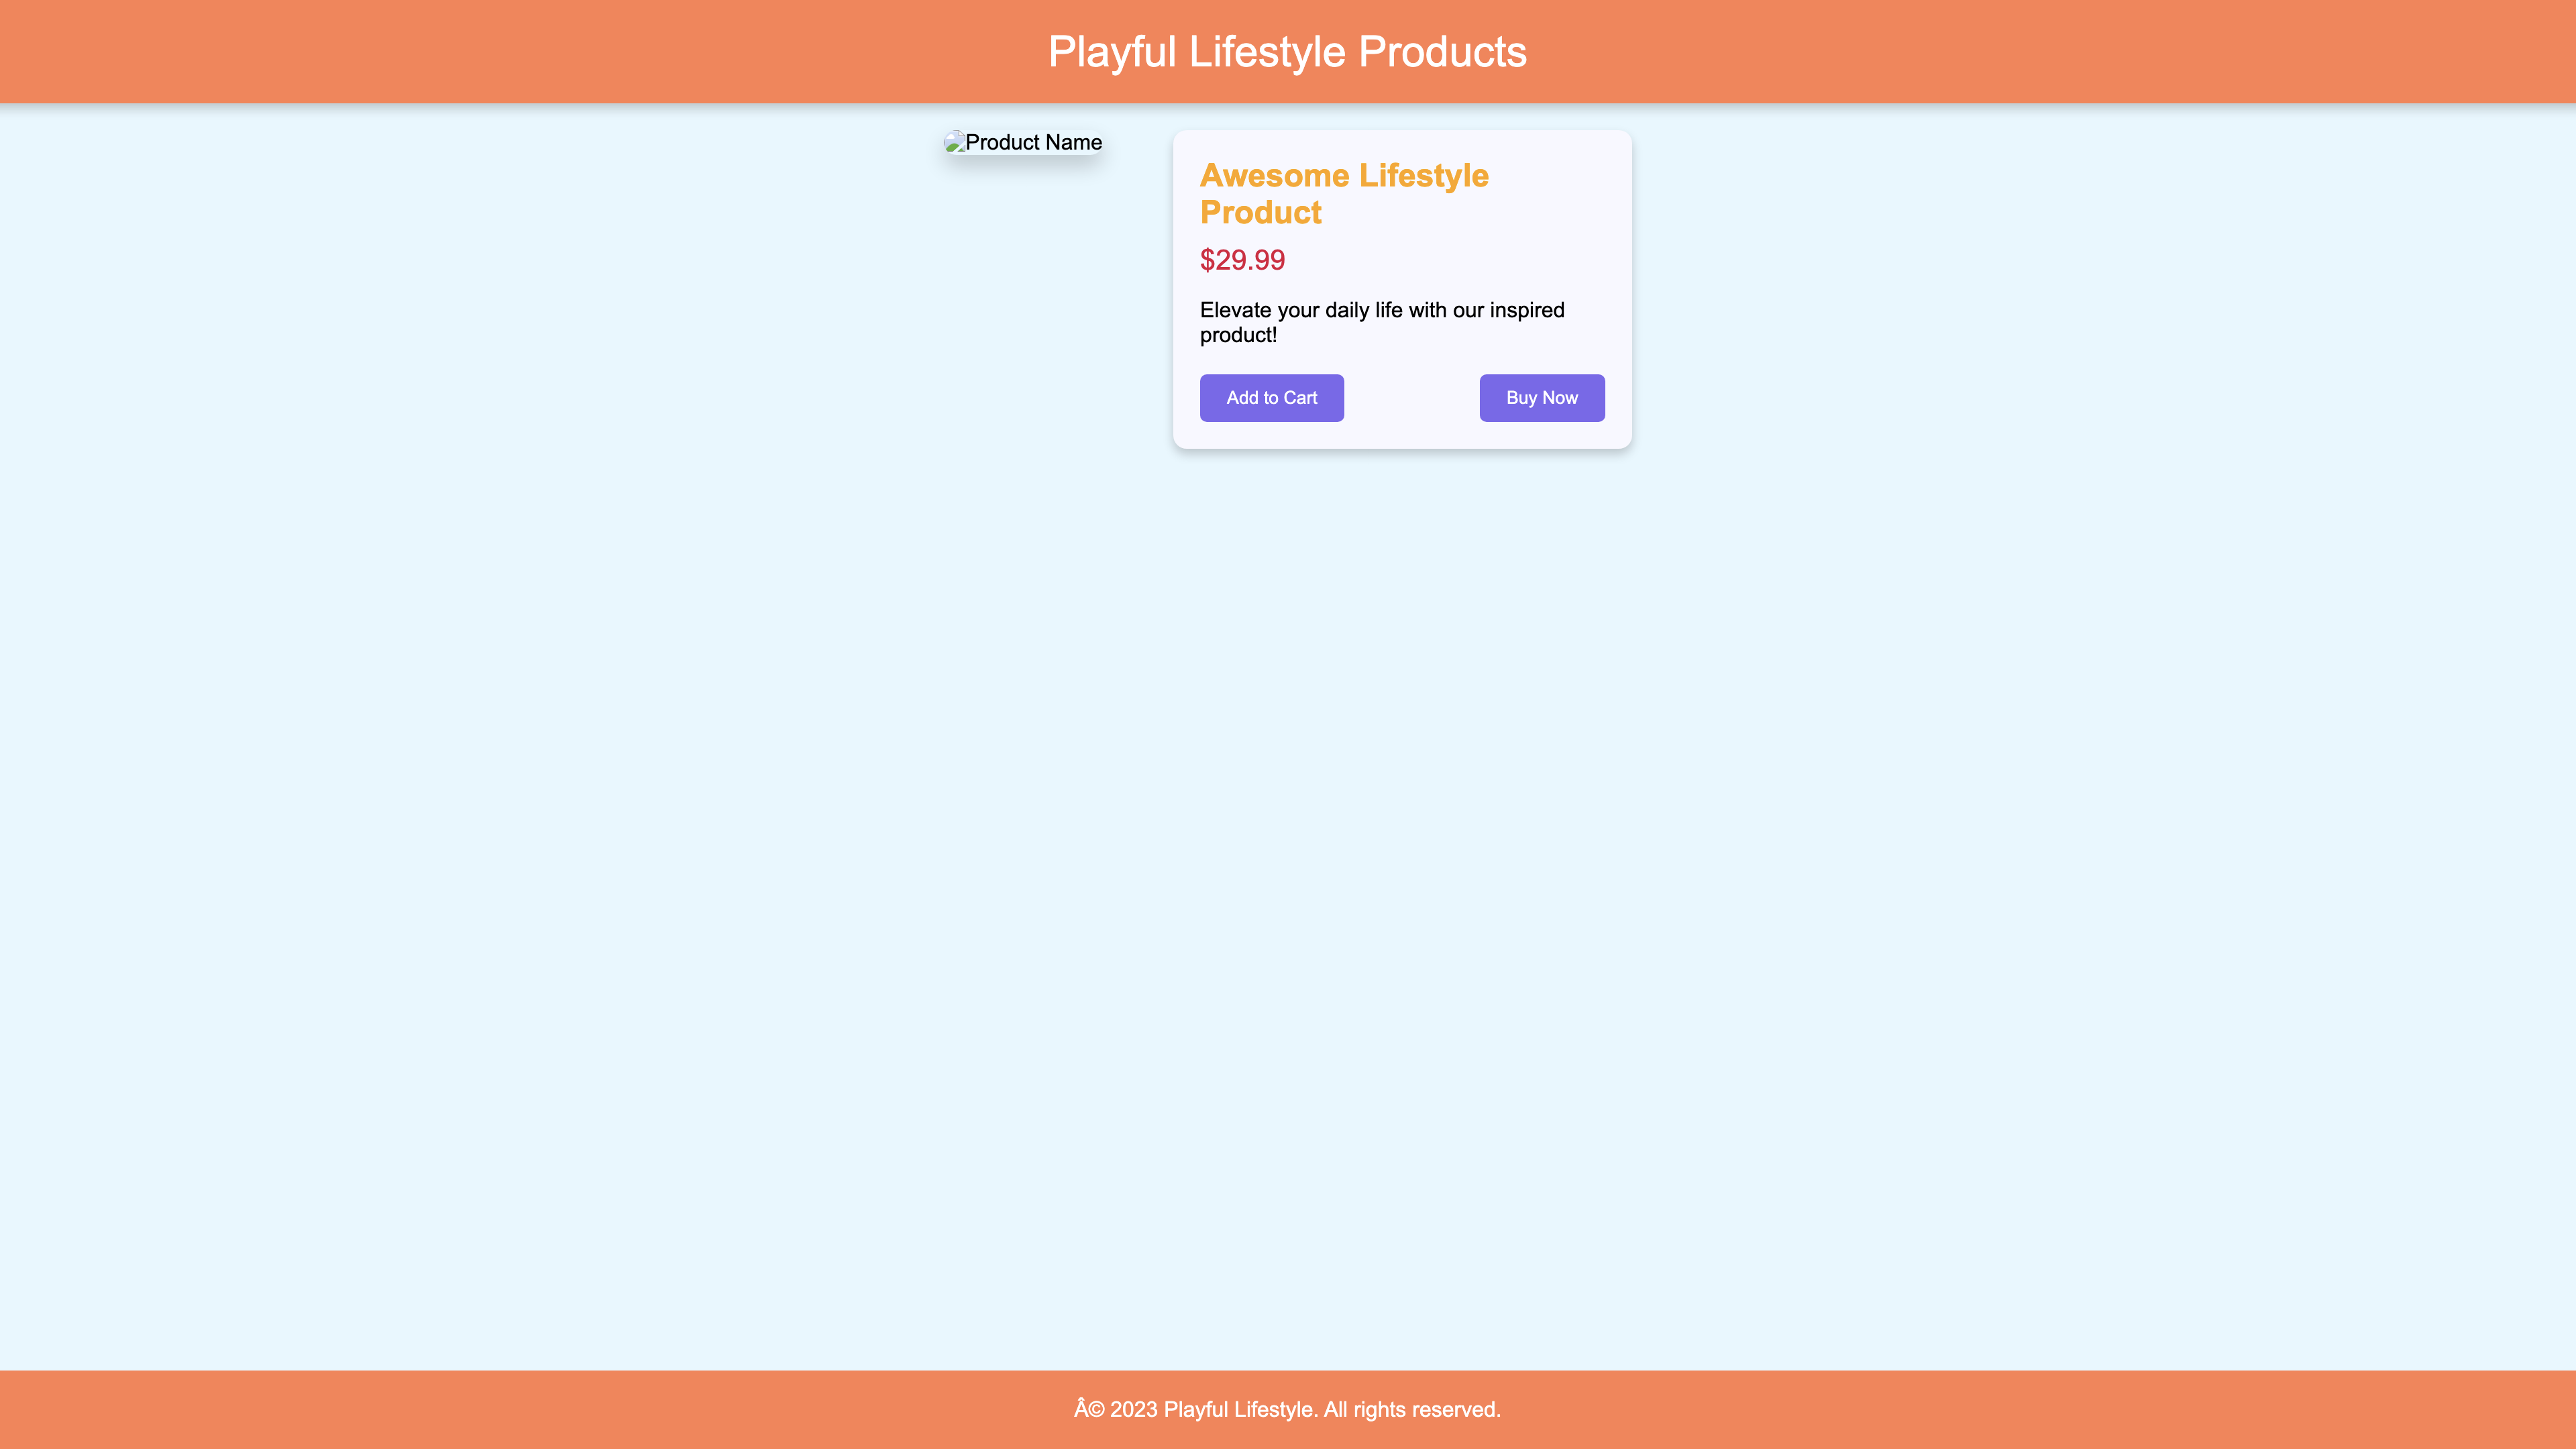 Playful Lifestyle Products
Product Name
Awesome Lifestyle
Product
$29.99
Elevate your daily life with our inspired
product!
Add to Cart
Buy Now
Â© 2023 Playful Lifestyle. All rights reserved.